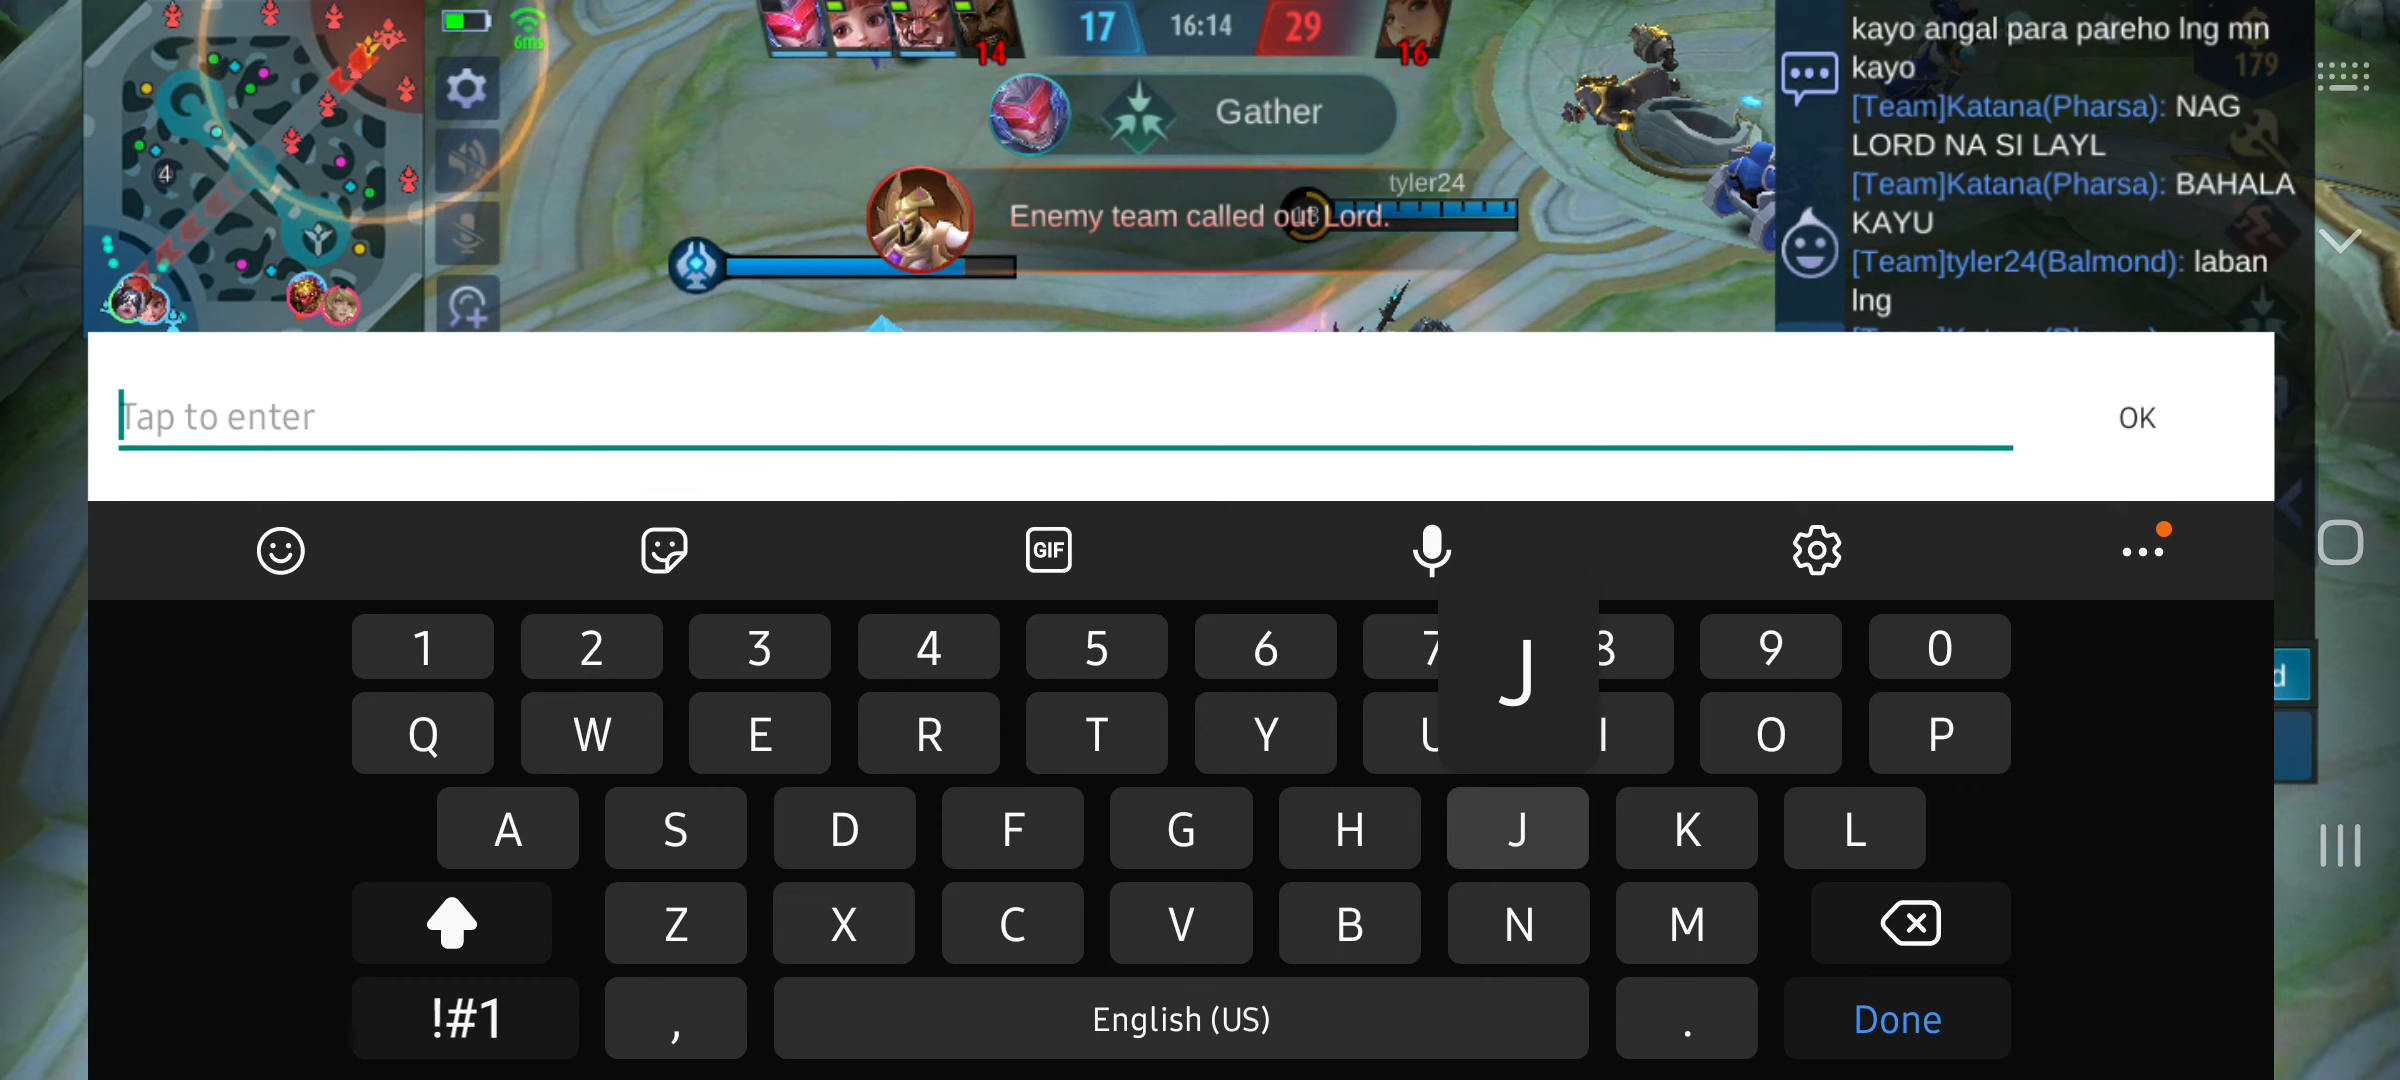 6ms
14
17
16:14
29
16
179
Gather
4
tyler24
Enemy team called out Lord.
kayo angal para pareho lng mn
kayo
[Team]Katana(Pharsa): NAG
LORD NA SI LAYL
[Team]Katana(Pharsa): BAHALA
KAYU
[Team]tyler24(Balmond): laban
lng
Tap to enter
OK
GIF
1 2 3 4 5 6 7 8 9 0
J
Q W E R T Y U I O P
A S D F G H J K L
Z X C V B N M
!#1 , English (US) . Done